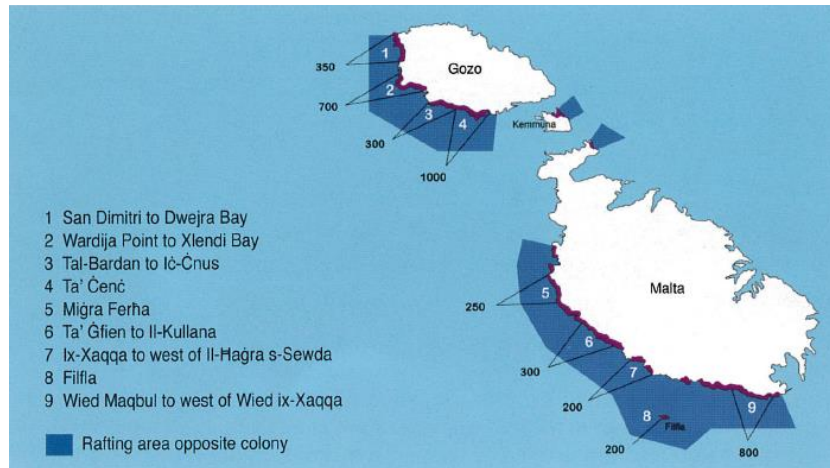 1
350
Gozo
2
700
3
300
4
1000
Kemmuna
Malta
5
250
6
300
7
200
8
200
Filfla
9
800
1 San Dimitri to Dwejra Bay
2 Wardija Point to Xlendi Bay
3 Tal-Bardan to Iċ-Ċnus
4 Ta' Ċenċ
5 Miġra Ferħa
6 Ta' Ġfien to Il-Kullana
7 Ix-Xaqqa to west of Il-Ħaġra s-Sewda
8 Filfla
9 Wied Maqbul to west of Wied ix-Xaqqa
Rafting area opposite colony